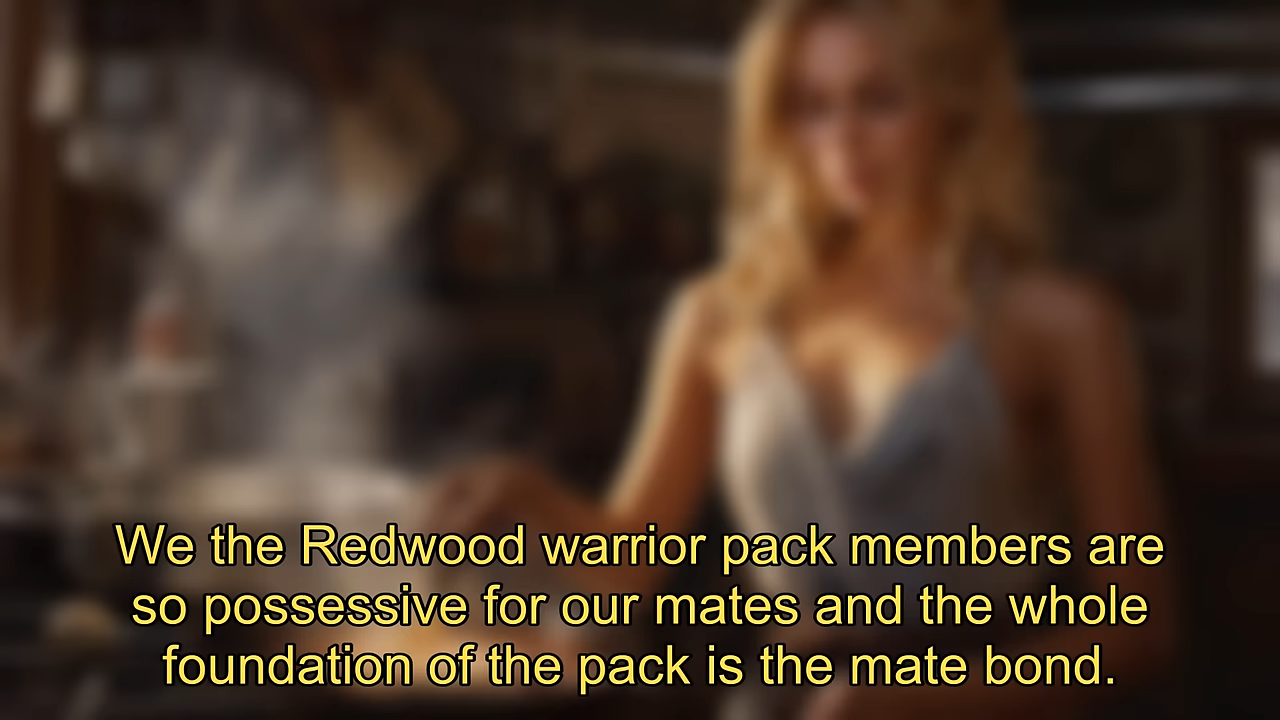 We the Redwood warrior pack members are
so possessive for our mates and the whole
foundation of the pack is the mate bond.